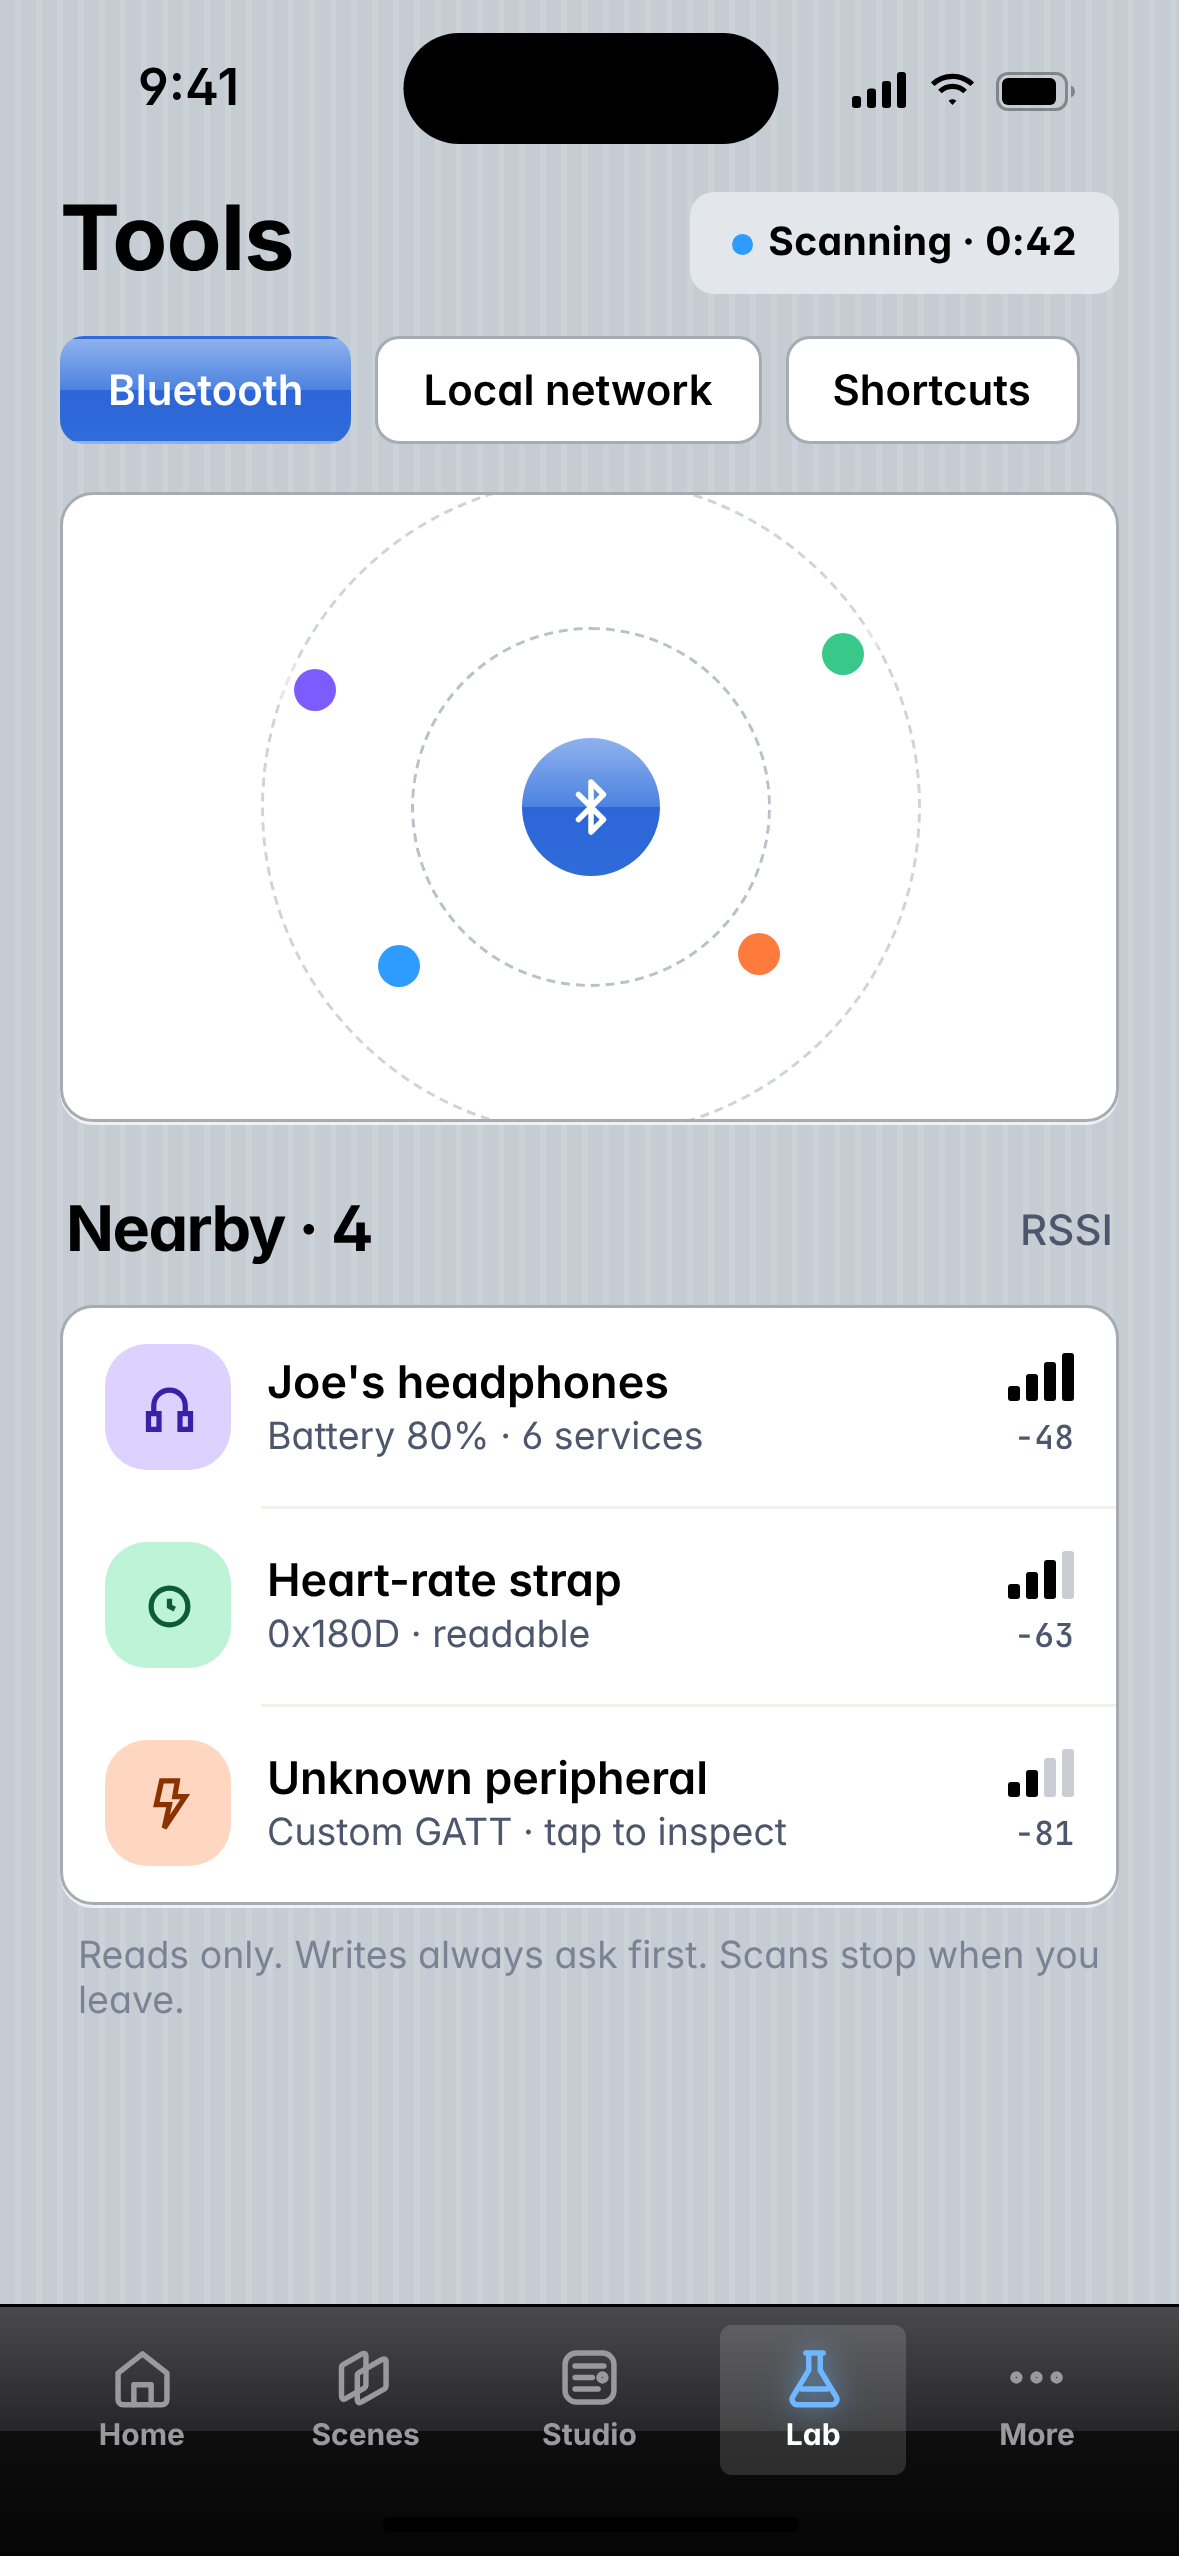 9:41
Tools
Scanning · 0:42
Bluetooth
Local network
Shortcuts
Nearby · 4
RSSI
Joe's headphones
Battery 80% · 6 services
-48
Heart-rate strap
0x180D · readable
-63
Unknown peripheral
Custom GATT · tap to inspect
-81
Reads only. Writes always ask first. Scans stop when you
leave.
Home
Scenes
Studio
Lab
More